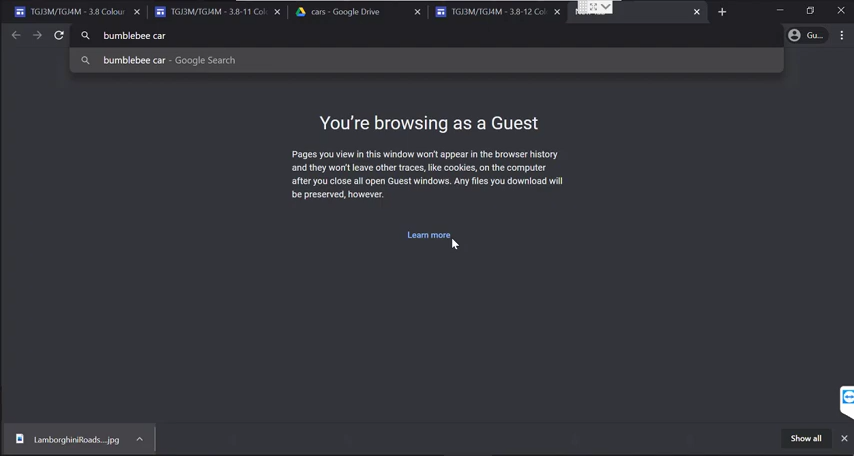 TGJ3M/TGJ4M - 3.8 Colour
TGJ3M/TGJ4M - 3.8-11 Col
cars - Google Drive
TGJ3M/TGJ4M - 3.8-12 Col
bumblebee car
Gu...
bumblebee car - Google Search
You're browsing as a Guest
Pages you view in this window won't appear in the browser history
and they won't leave other traces, like cookies, on the computer
after you close all open Guest windows. Any files you download will
be preserved, however.
Learn more
LamborghiniRoads....jpg
Show all